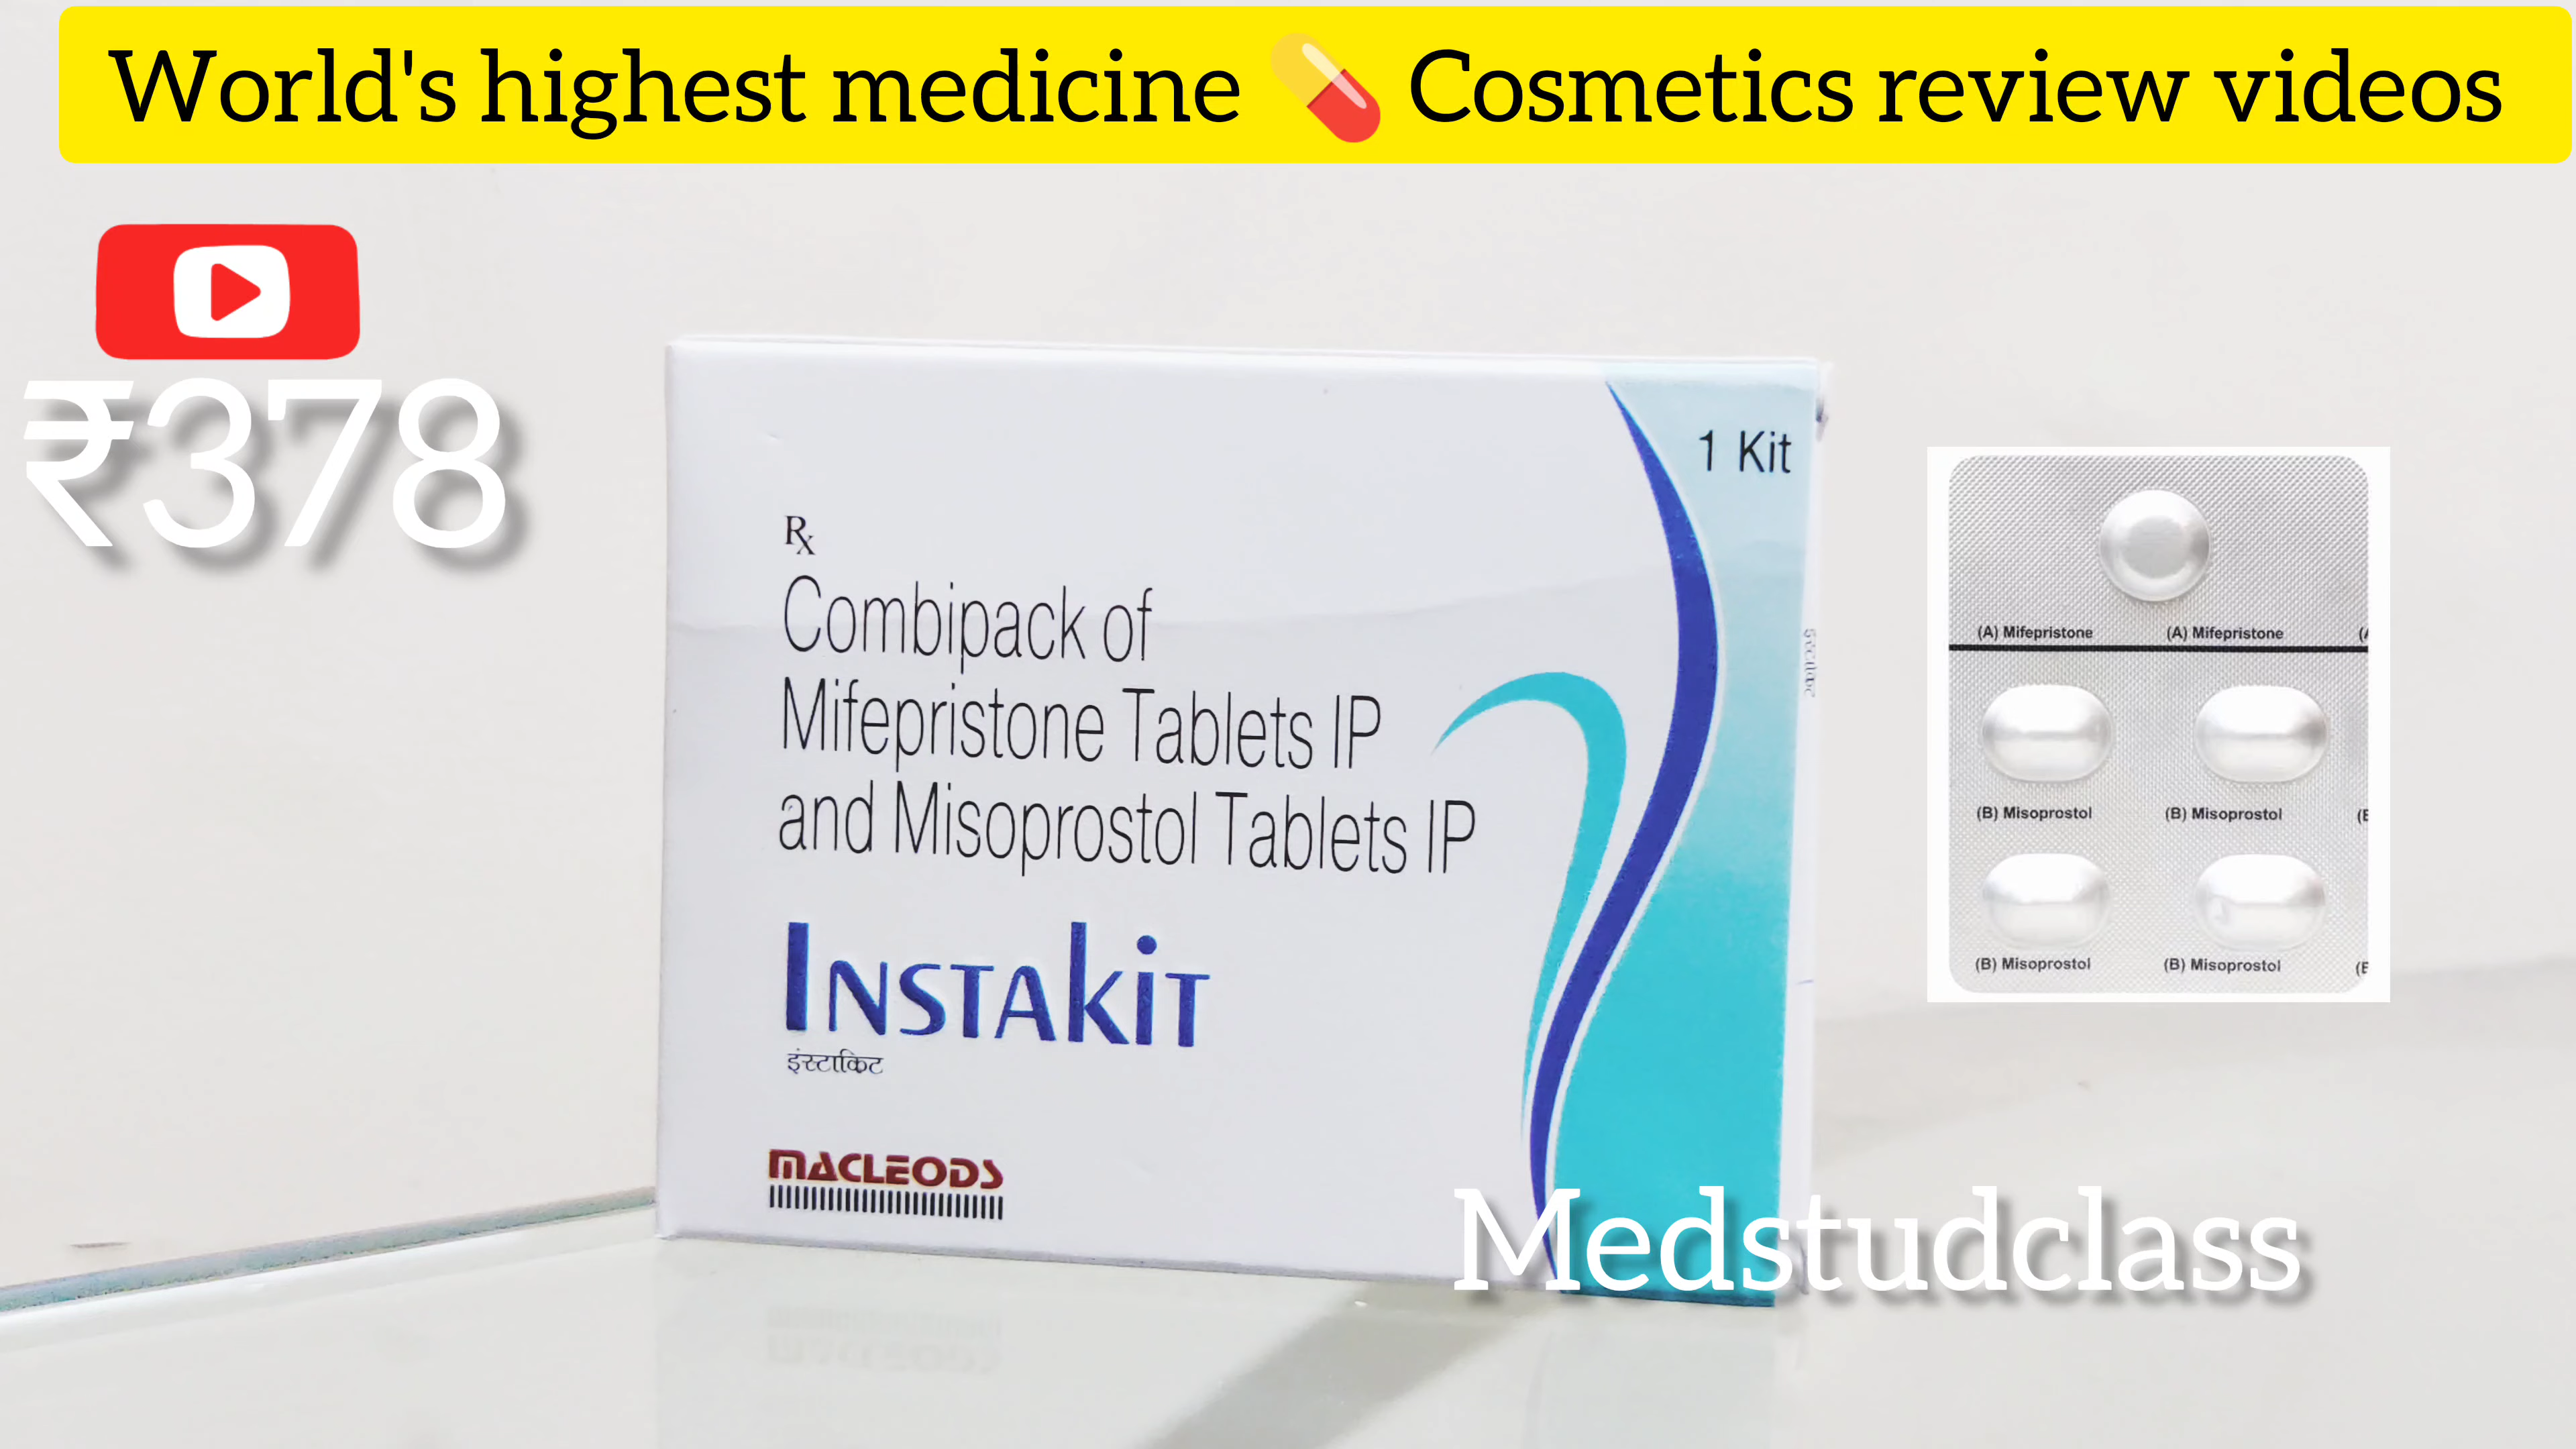 World's highest medicine 💊 Cosmetics review videos
₹378
1 Kit
Rx
Combipack of
Mifepristone Tablets IP
and Misoprostol Tablets IP
INSTAKIT
इंस्टाकिट
MACLEODS
(A) Mifepristone (A) Mifepristone (A
(B) Misoprostol (B) Misoprostol (B
(B) Misoprostol (B) Misoprostol (B
Medstudclass